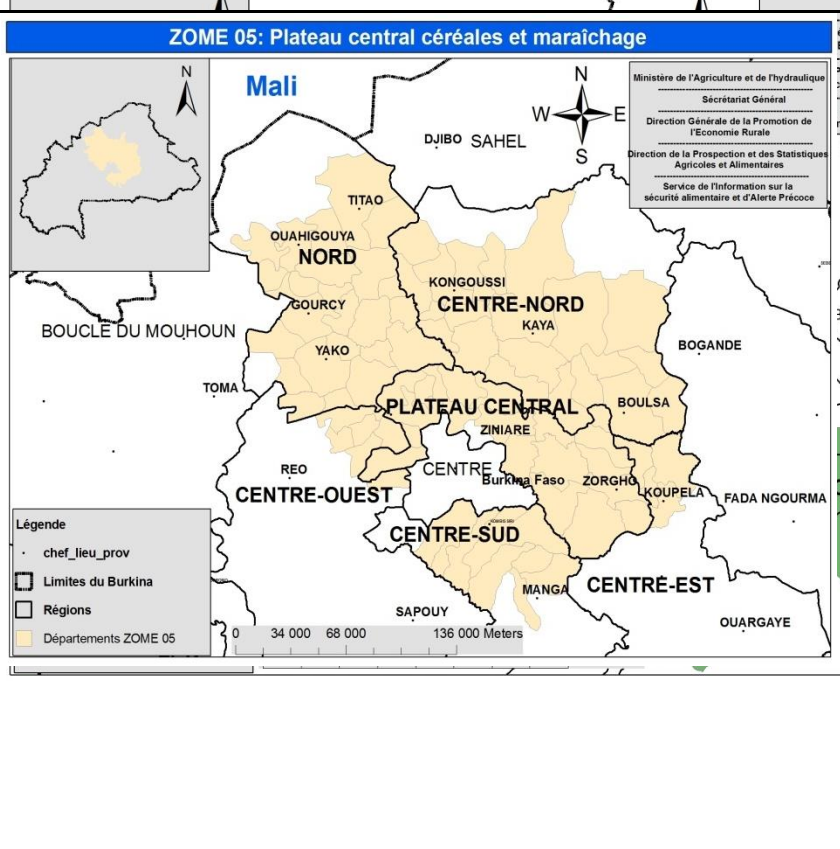 ZOME 05: Plateau central céréales et maraîchage
N
Mali
N
W
E
S
Ministère de l'Agriculture et de l'hydraulique
Sécrétariat Général
Direction Générale de la Promotion de
l'Economie Rurale
Direction de la Prospection et des Statistiques
Agricoles et Alimentaires
Service de l'Information sur la
sécurité alimentaire et d'Alerte Précoce
DJIBO
SAHEL
TITAO
OUAHIGOUYA
NORD
KONGOUSSI
CENTRE-NORD
GOURCY
KAYA
BOUCLE DU MOUHOUN
YAKO
BOGANDE
TOMA
PLATEAU CENTRAL
BOULSA
ZINIARE
REO
CENTRE
Burkina Faso
ZORGHO
CENTRE-OUEST
KOUPELA
FADA NGOURMA
CENTRE-SUD
MANGA
CENTRE-EST
SAPOUY
OUARGAYE
Légende
chef_lieu_prov
Limites du Burkina
Régions
Départements ZOME 05
0 34 000 68 000 136 000 Meters